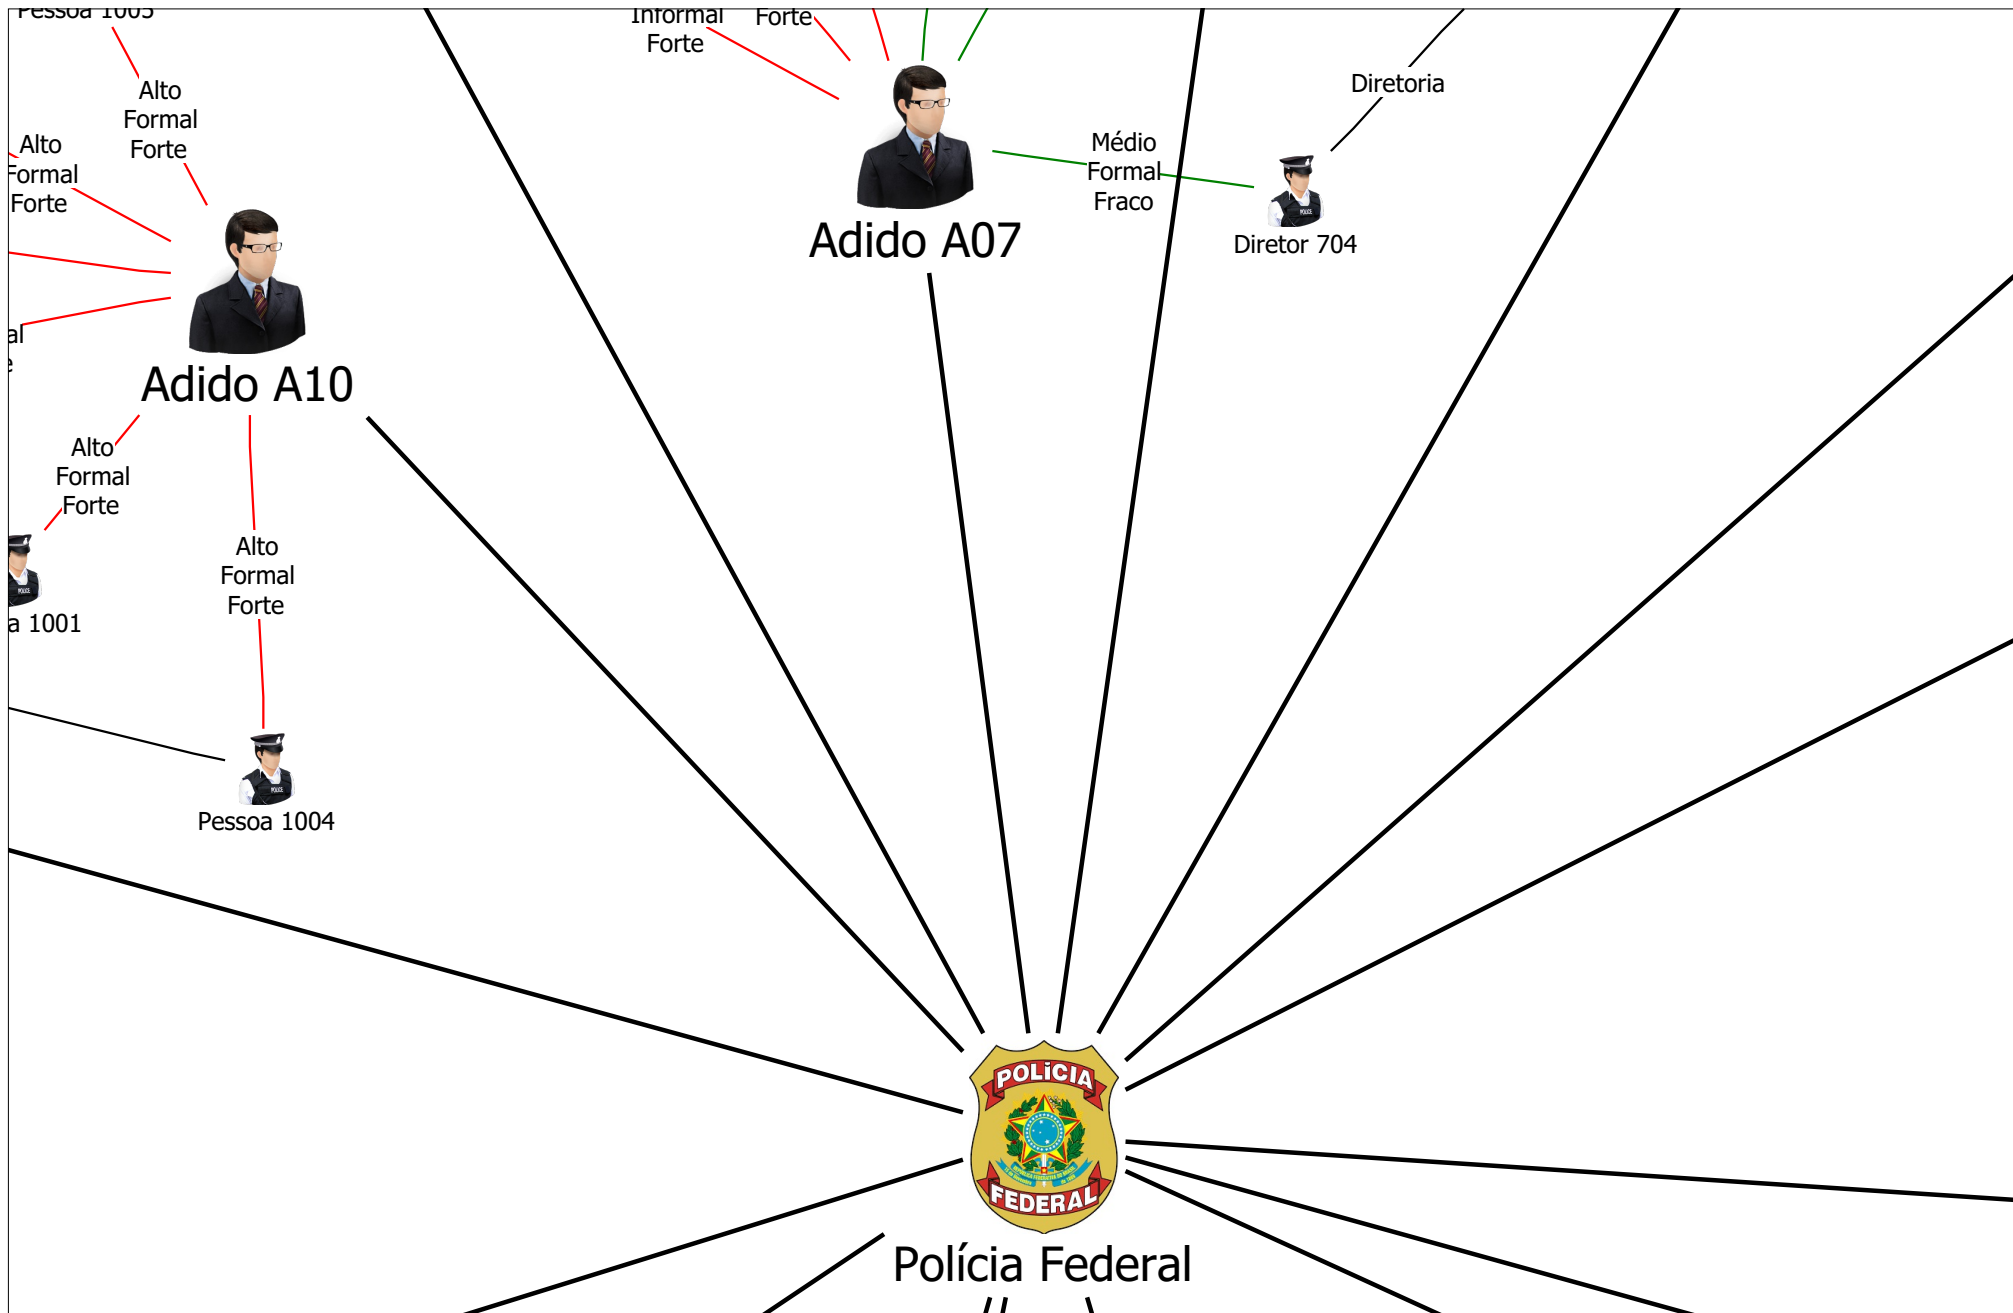 Pessoa 1005
Informal
Forte
Forte
Alto
Formal
Forte
Diretoria
Alto
Formal
Forte
Médio
Formal
Fraco
Adido A07
Diretor 704
Adido A10
Alto
Formal
Forte
Alto
Formal
Forte
a 1001
Pessoa 1004
POLíCIA
FEDERAL
Polícia Federal